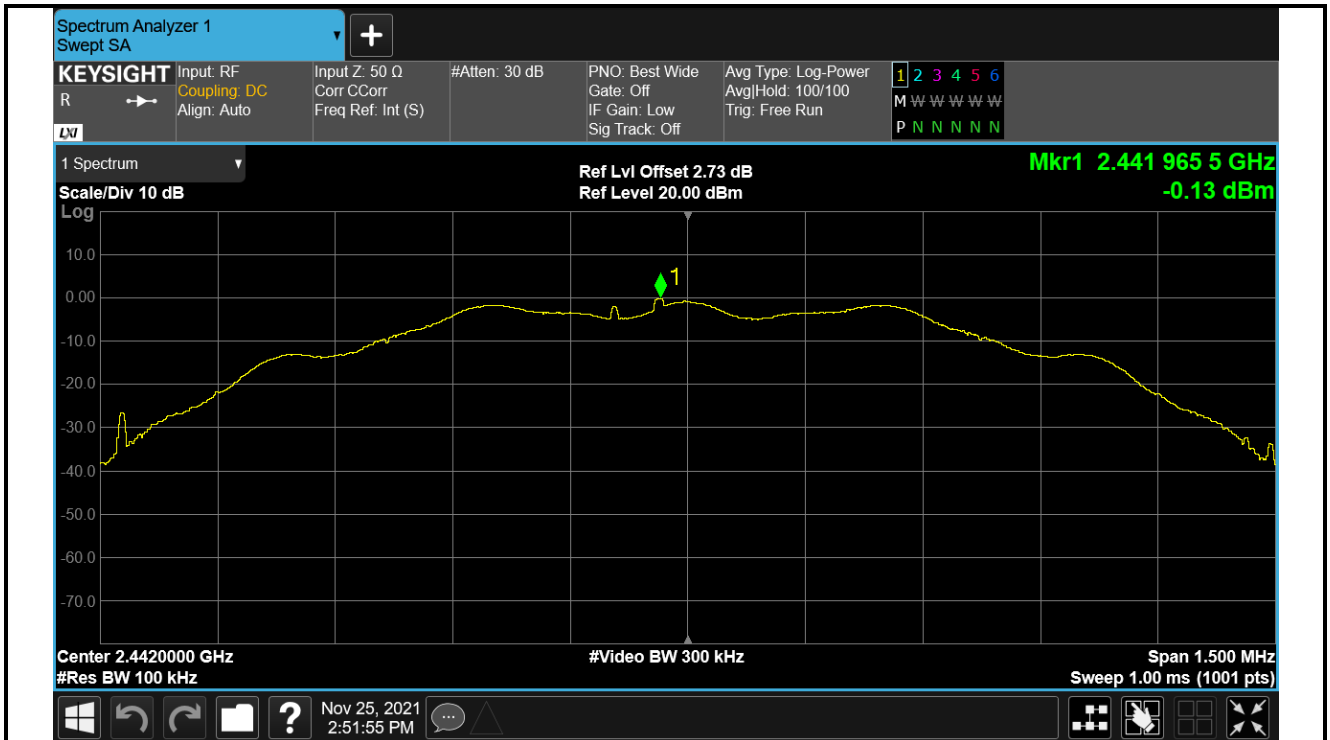 Spectrum Analyzer 1
Swept SA
KEYSIGHT
R
LXI
Input: RF
Coupling: DC
Align: Auto
Input Z: 50 Ω
Corr CCorr
Freq Ref: Int (S)
#Atten: 30 dB
PNO: Best Wide
Gate: Off
IF Gain: Low
Sig Track: Off
Avg Type: Log-Power
Avg|Hold: 100/100
Trig: Free Run
1 2 3 4 5 6
M W W W W W
P N N N N N
1 Spectrum
Scale/Div 10 dB
Ref Lvl Offset 2.73 dB
Ref Level 20.00 dBm
Mkr1 2.441 965 5 GHz
-0.13 dBm
Log
10.0
0.00
-10.0
-20.0
-30.0
-40.0
-50.0
-60.0
-70.0
1
Center 2.4420000 GHz
#Res BW 100 kHz
#Video BW 300 kHz
Span 1.500 MHz
Sweep 1.00 ms (1001 pts)
?
Nov 25, 2021
2:51:55 PM